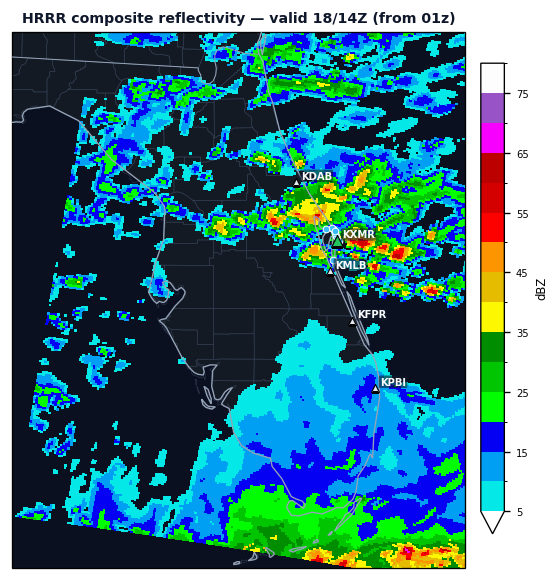 HRRR composite reflectivity — valid 18/14Z (from 01z)
KDAB
KXMR
KMLB
KFPR
KPBI
75
65
55
45
35
25
15
5
dBZ